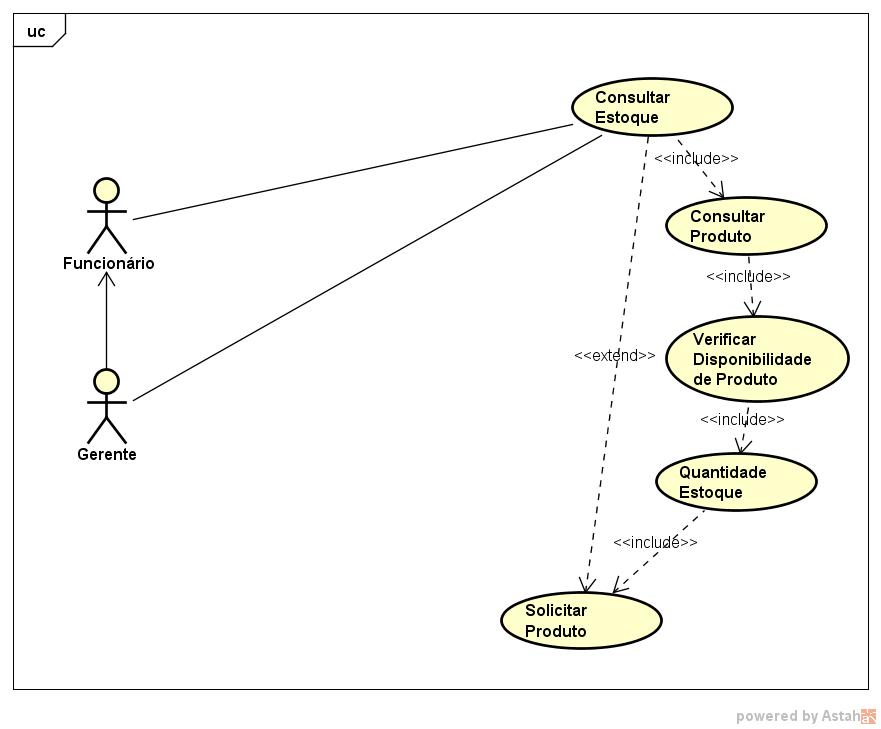 uc
Consultar
Estoque
<<include>>
Consultar
Produto
Funcionário
<<include>>
Verificar
Disponibilidade
de Produto
<<extend>>
<<include>>
Gerente
Quantidade
Estoque
<<include>>
Solicitar
Produto
powered by Astah